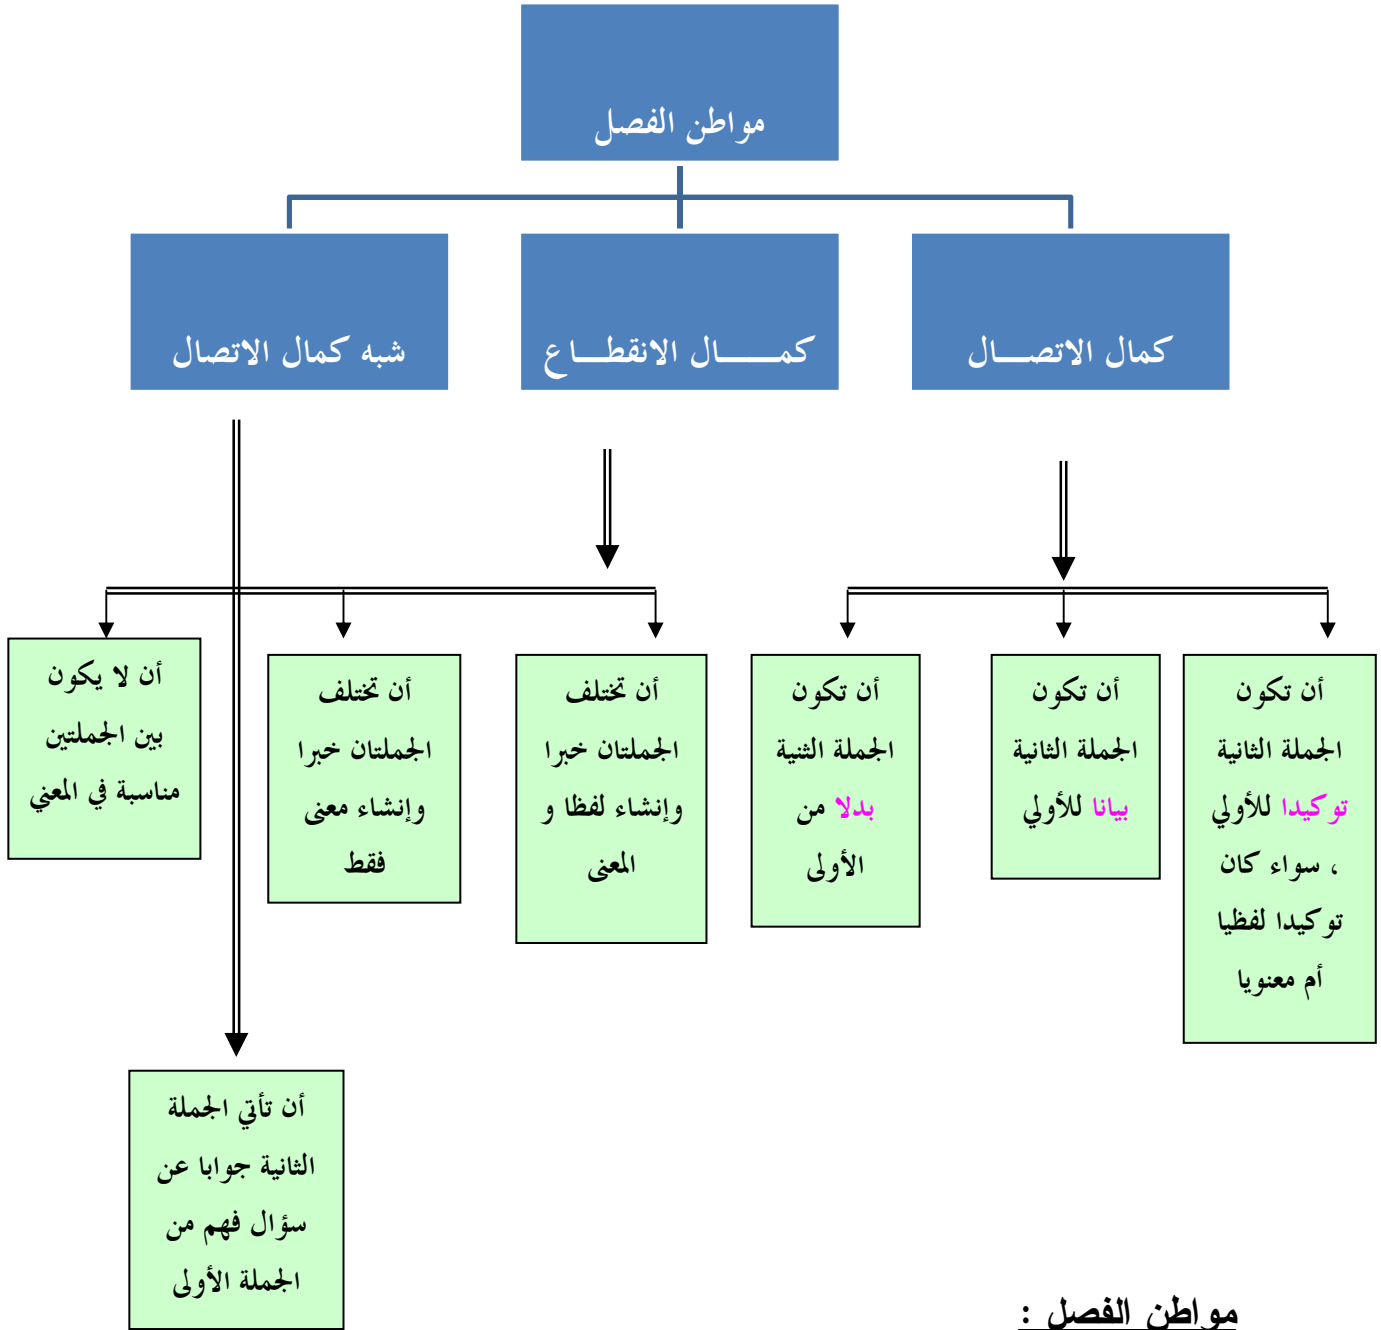 مواطن الفصل
كمال الاتصـــال
كمـــــال الانقطـــاع
شبه كمال الاتصال
أن تكون
الجملة الثانية
توكيدا للأولي
، سواء كان
توكيدا لفظيا
أم معنويا
أن تكون
الجملة الثانية
بيانا للأولي
أن تكون
الجملة الثنية
بدلا من
الأولى
أن تختلف
الجملتان خبرا
وإنشاء لفظا و
المعنى
أن تختلف
الجملتان خبرا
وإنشاء معنى
فقط
أن لا يكون
بين الجملتين
مناسبة في المعني
أن تأتي الجملة
الثانية جوابا عن
سؤال فهم من
الجملة الأولى
مواطن الفصل :